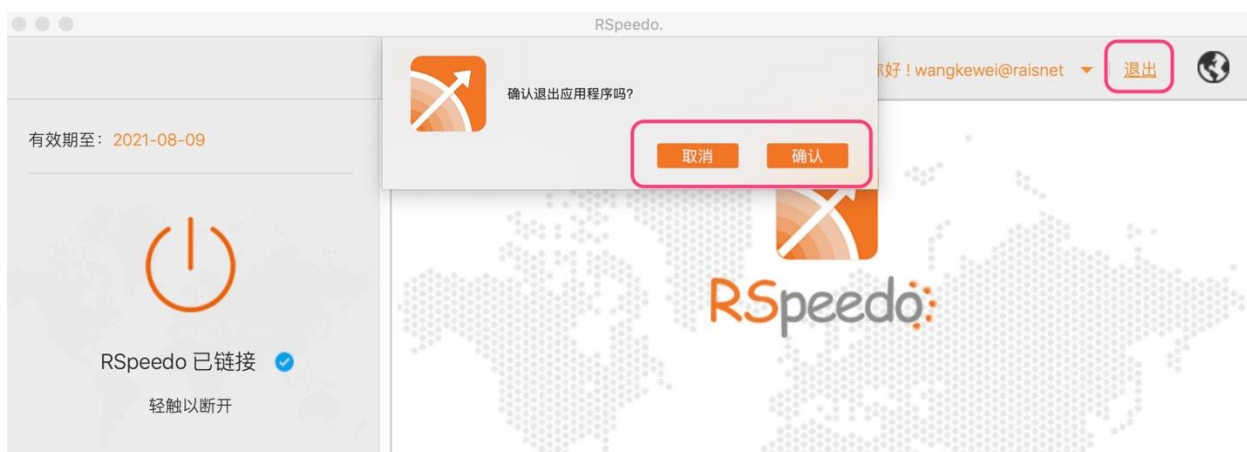 RSpeedo.
好！wangkewei@raisnet
退出
确认退出应用程序吗？
取消
确认
有效期至：2021-08-09
RSpeedo
RSpeedo 已链接
轻触以断开